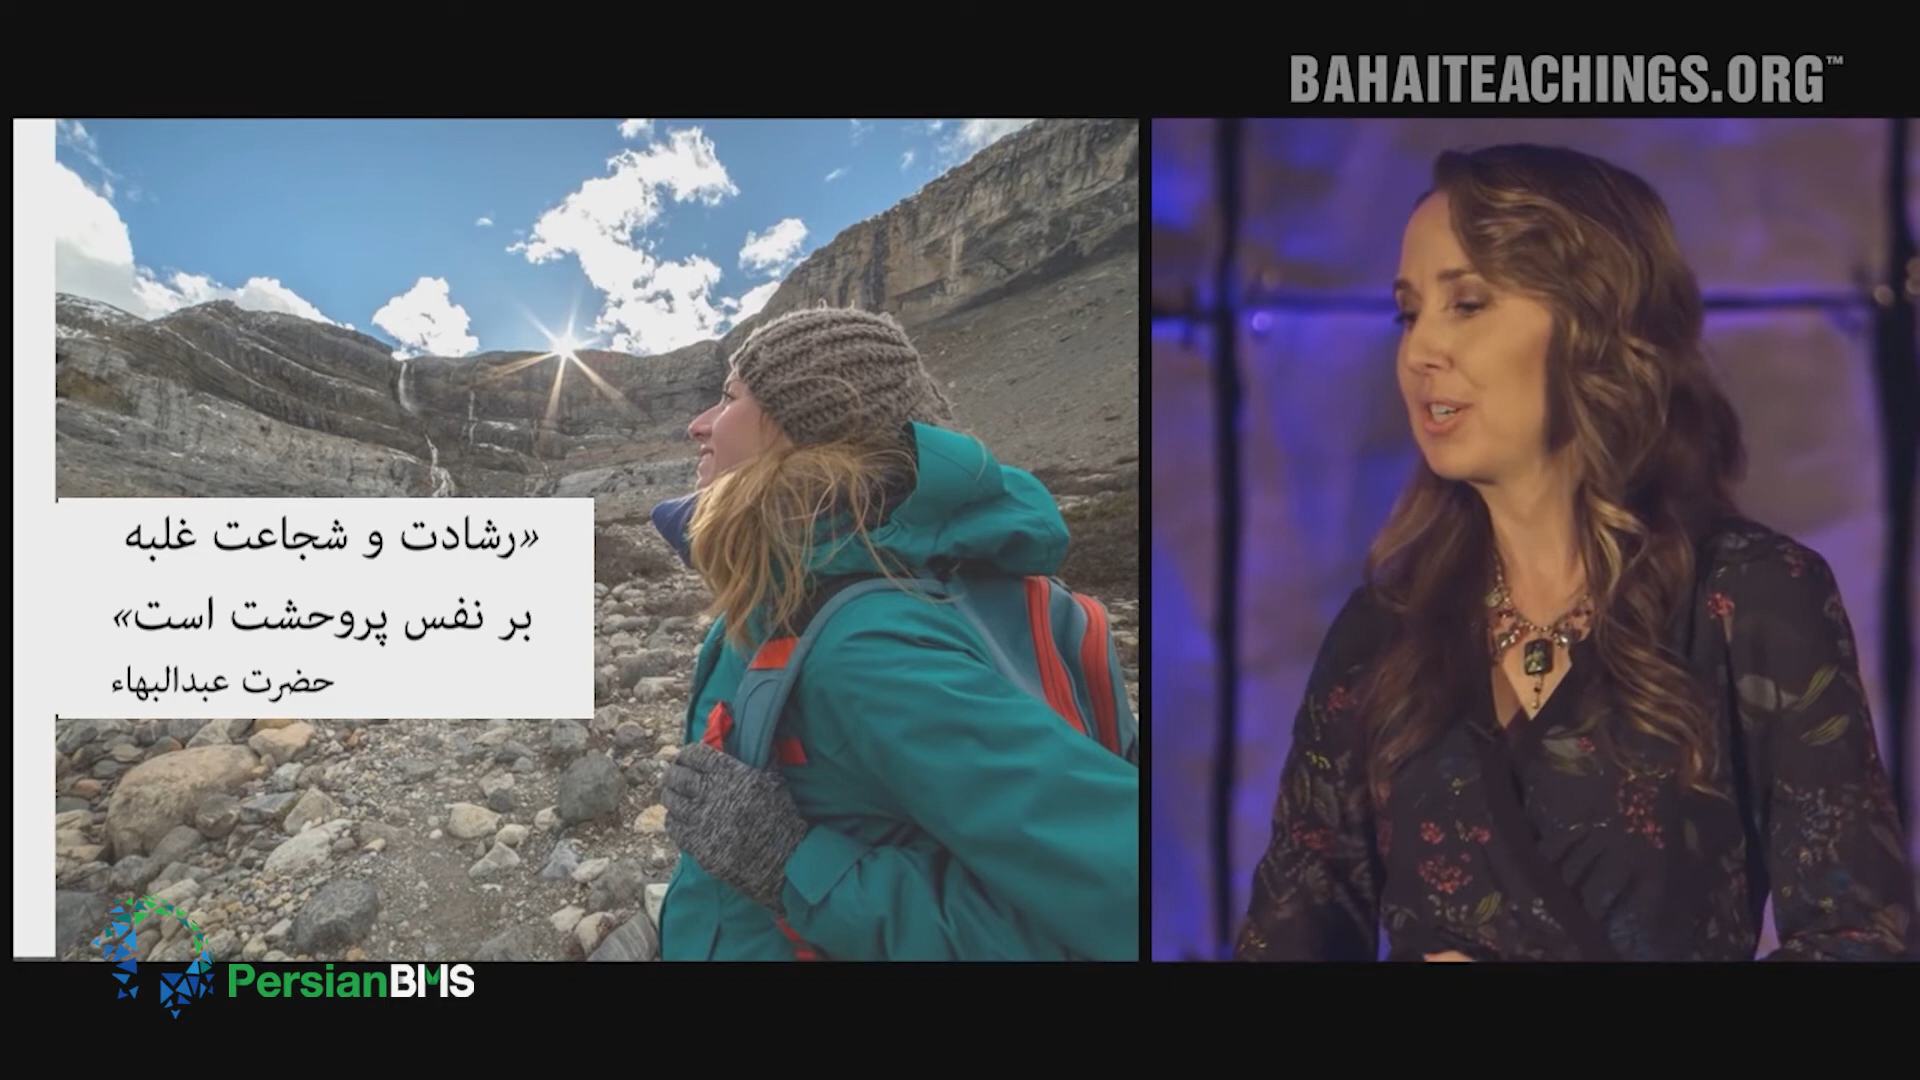 BAHAITEACHINGS.ORG™
«رشادت و شجاعت غلبه
بر نفس پروحشت است»
حضرت عبدالبهاء
PersianBMS